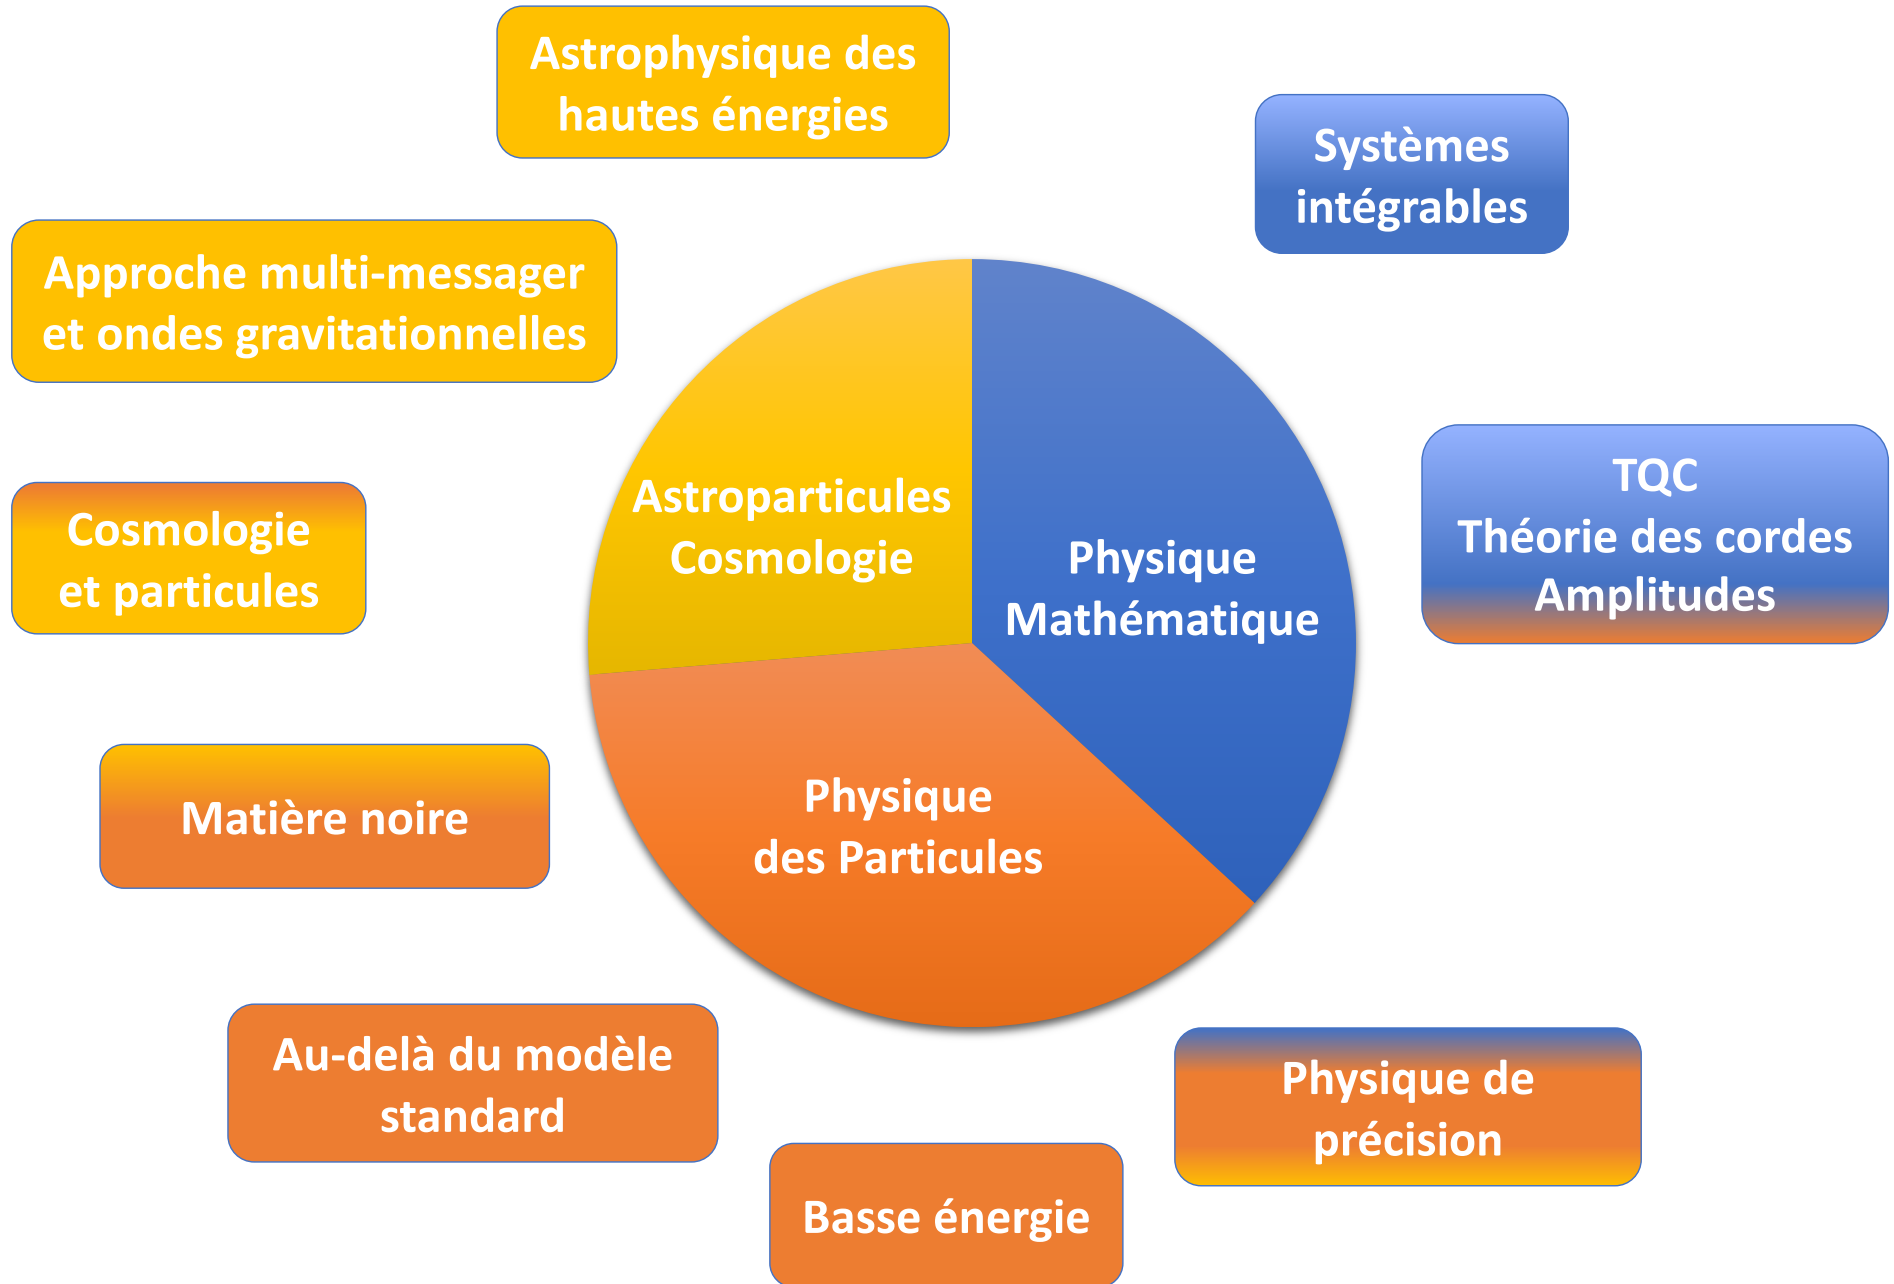 Astrophysique des
hautes énergies
Systèmes
intégrables
Approche multi-messager
et ondes gravitationnelles
TQC
Théorie des cordes
Amplitudes
Astroparticules
Cosmologie
Physique
Mathématique
Cosmologie
et particules
Matière noire
Physique
des Particules
Au-delà du modèle
standard
Physique de
précision
Basse énergie